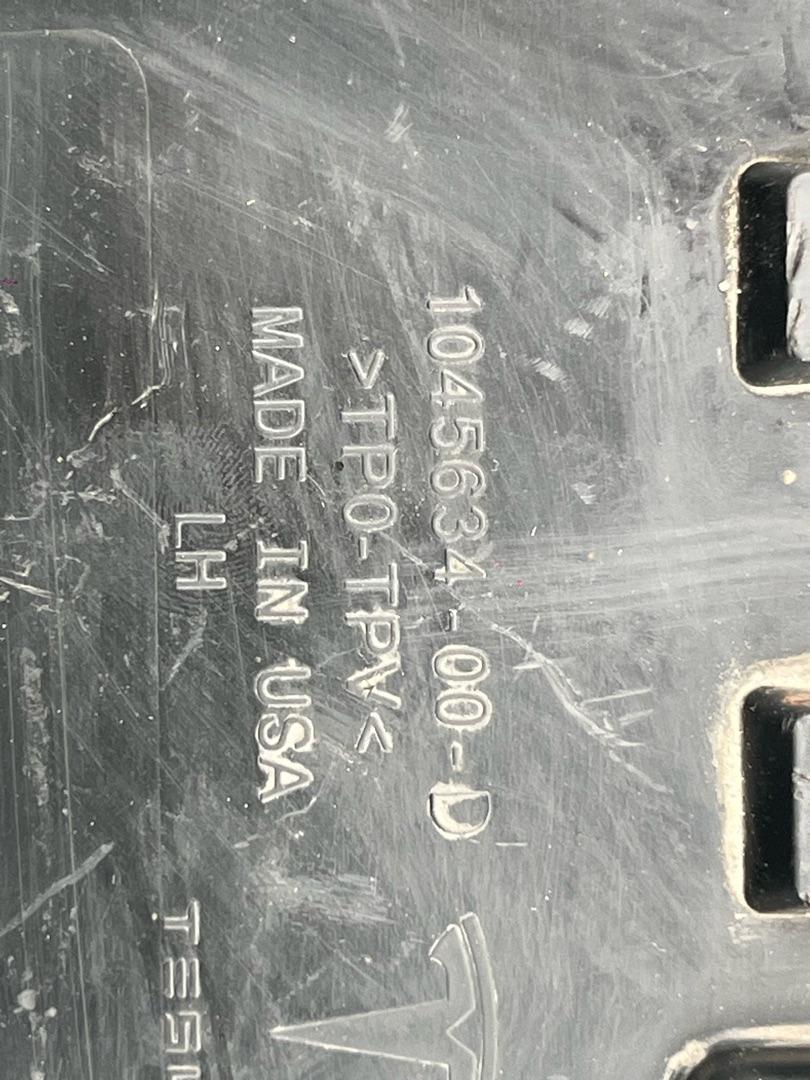 1045634-00-D
>TPO-TPV<
MADE IN USA
LH